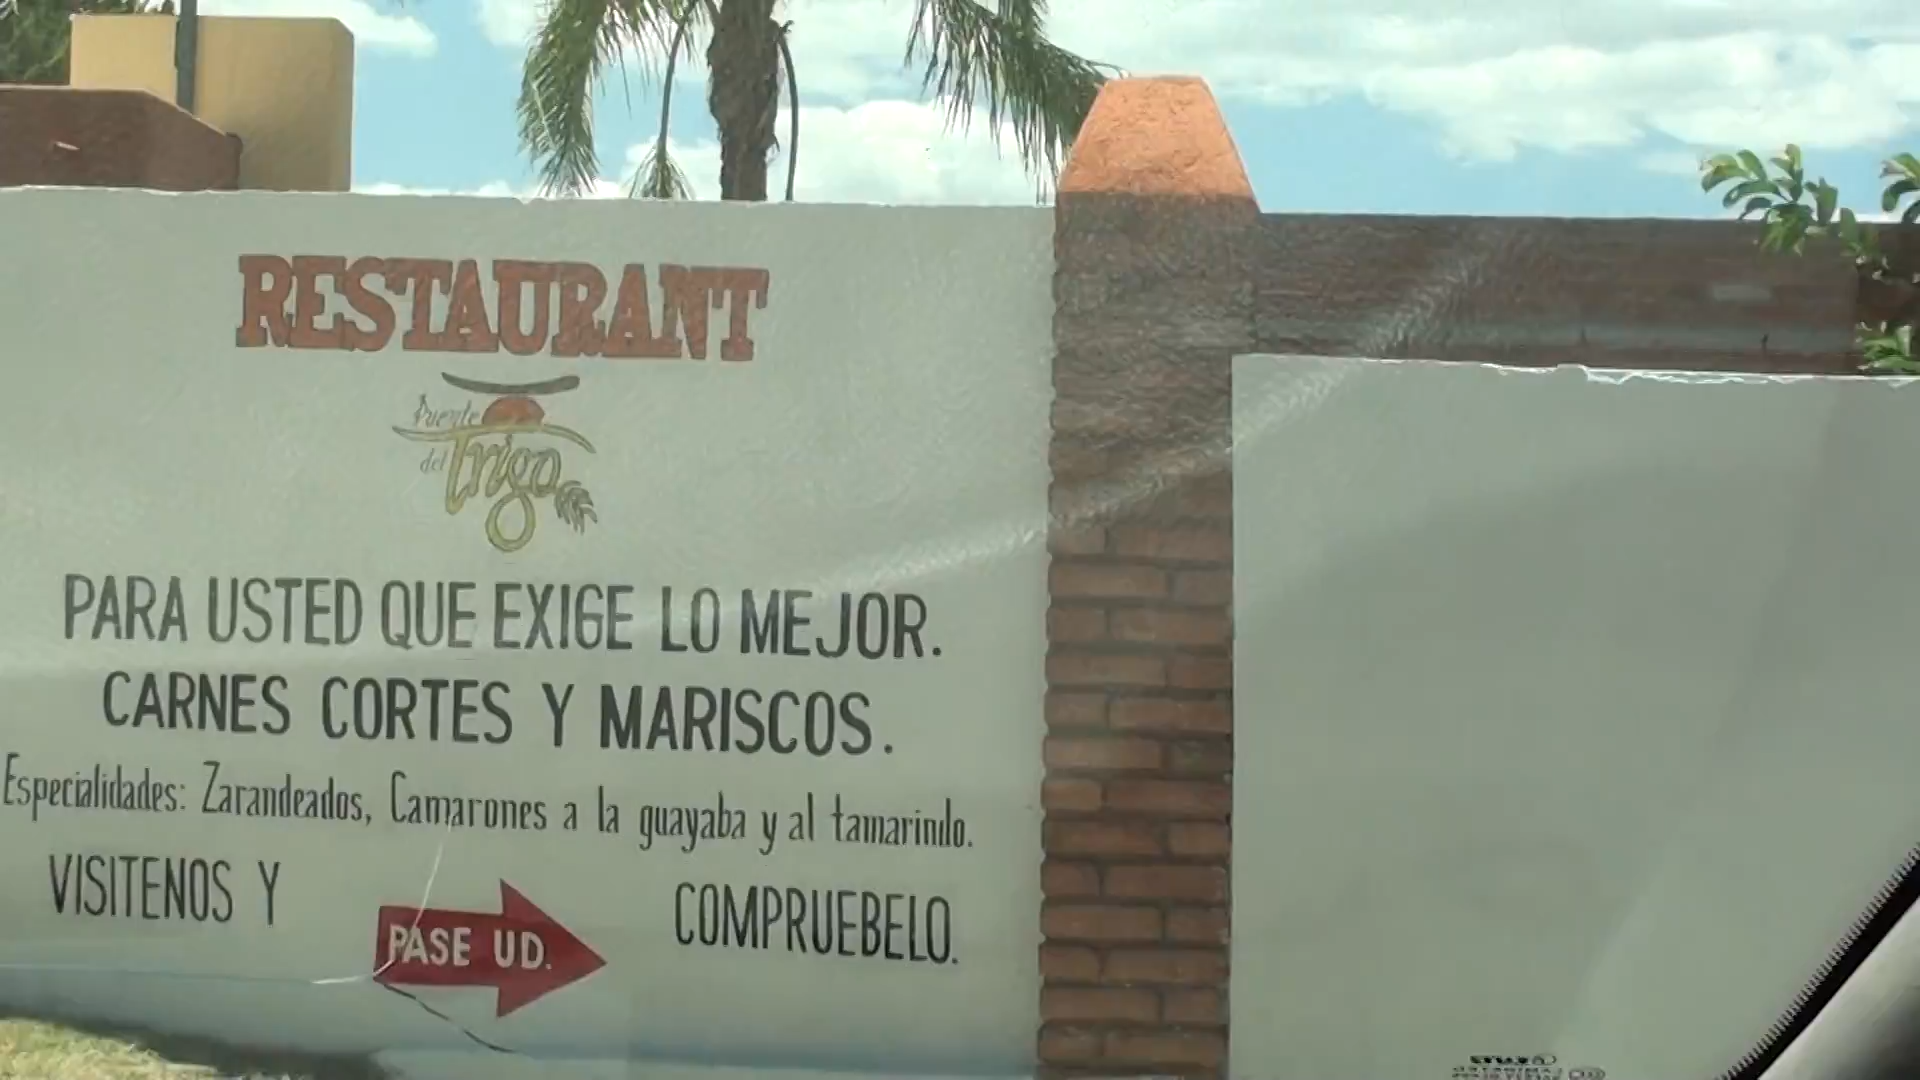 RESTAURANT
Puente
del Trigo
PARA USTED QUE EXIGE LO MEJOR.
CARNES CORTES Y MARISCOS.
Especialidades: Zarandeados, Camarones a la guayaba y al tamarindo.
VISITENOS Y
PASE UD.
COMPRUEBELO.